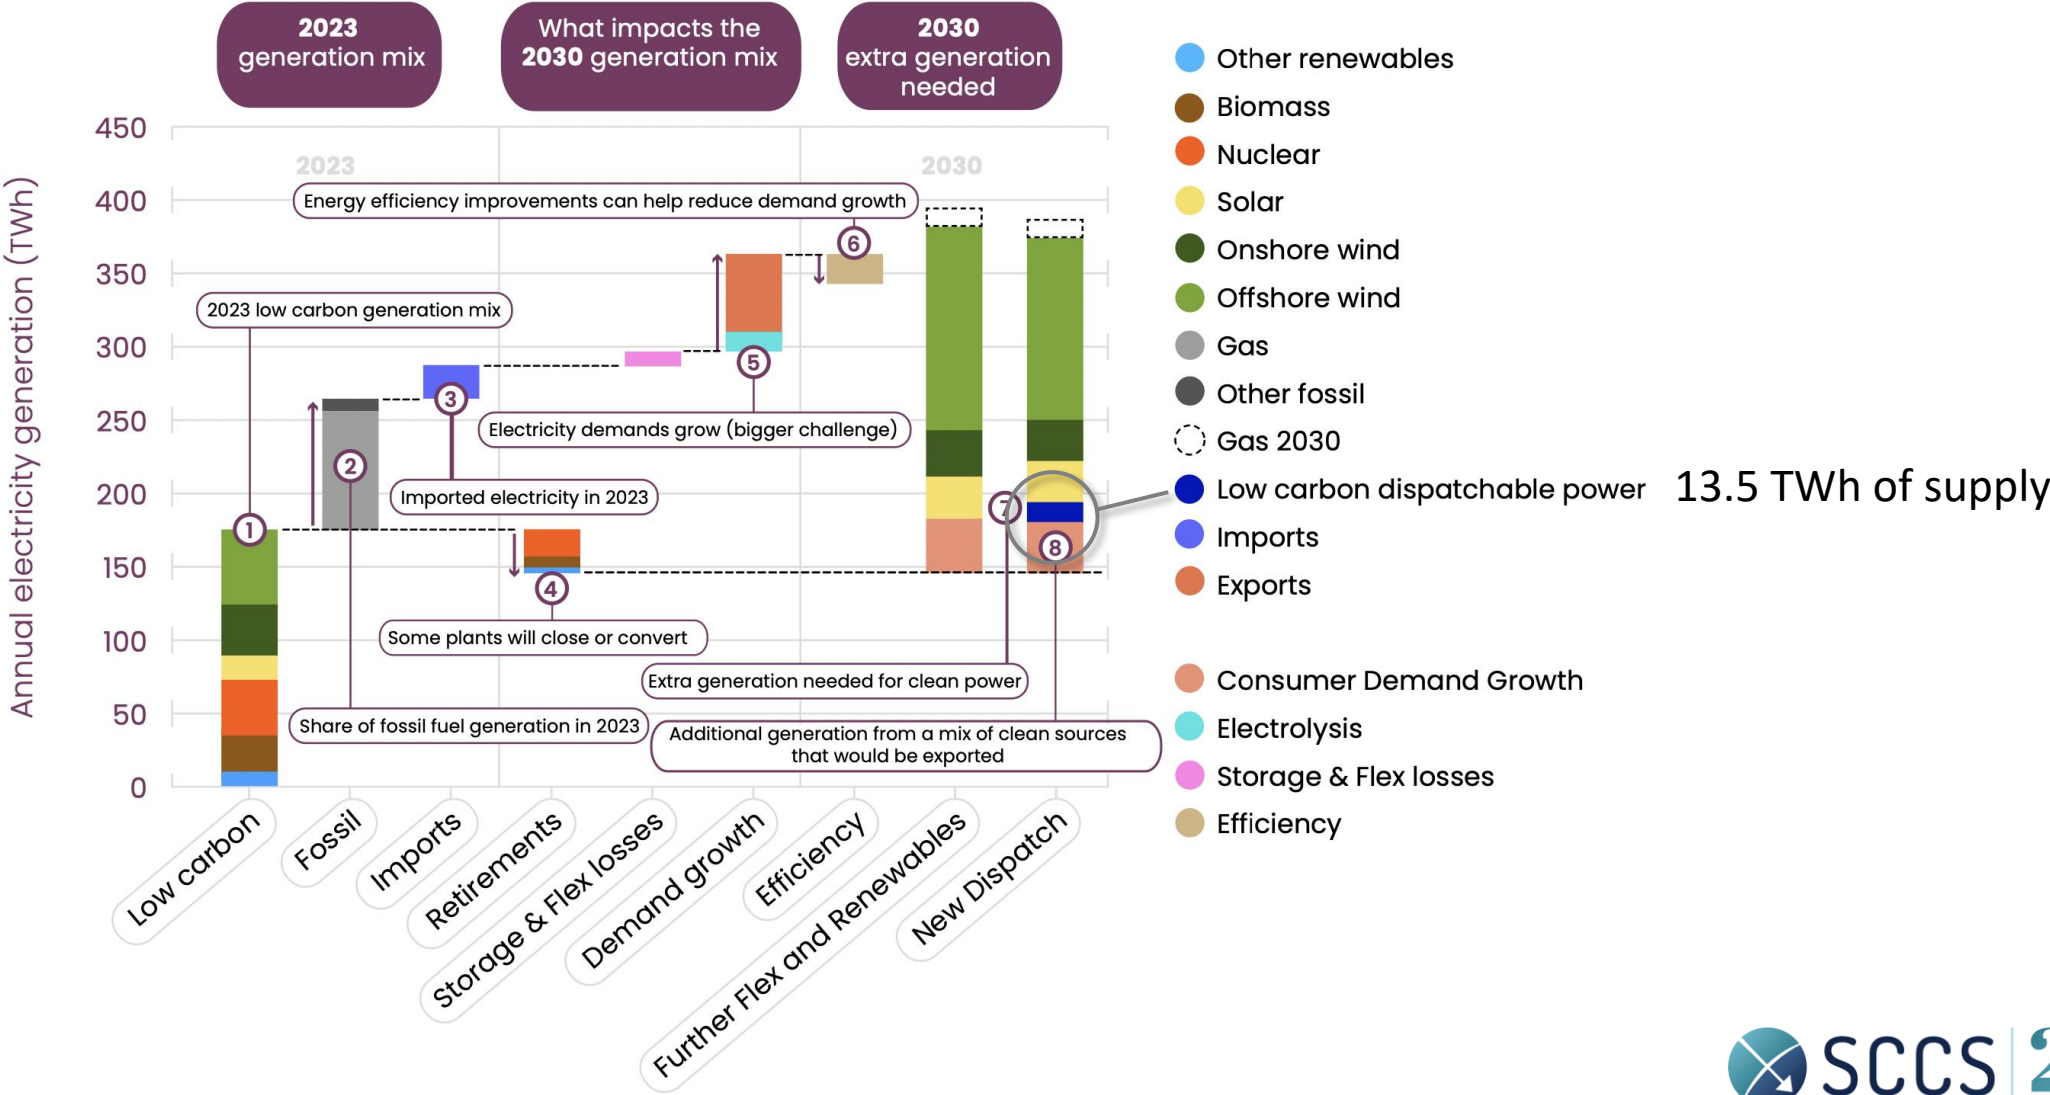 2023
generation mix
What impacts the
2030 generation mix
2030
extra generation
needed
Annual electricity generation (TWh)
450
400
350
300
250
200
150
100
50
0
2023
2030
Energy efficiency improvements can help reduce demand growth
6
2023 low carbon generation mix
5
3
Electricity demands grow (bigger challenge)
2
Imported electricity in 2023
1
7
8
4
Some plants will close or convert
Extra generation needed for clean power
Share of fossil fuel generation in 2023
Additional generation from a mix of clean sources
that would be exported
Low carbon
Fossil
Imports
Retirements
Storage & Flex losses
Demand growth
Efficiency
Further Flex and Renewables
New Dispatch
Other renewables
Biomass
Nuclear
Solar
Onshore wind
Offshore wind
Gas
Other fossil
Gas 2030
Low carbon dispatchable power
13.5 TWh of supply
Imports
Exports
Consumer Demand Growth
Electrolysis
Storage & Flex losses
Efficiency
SCCS